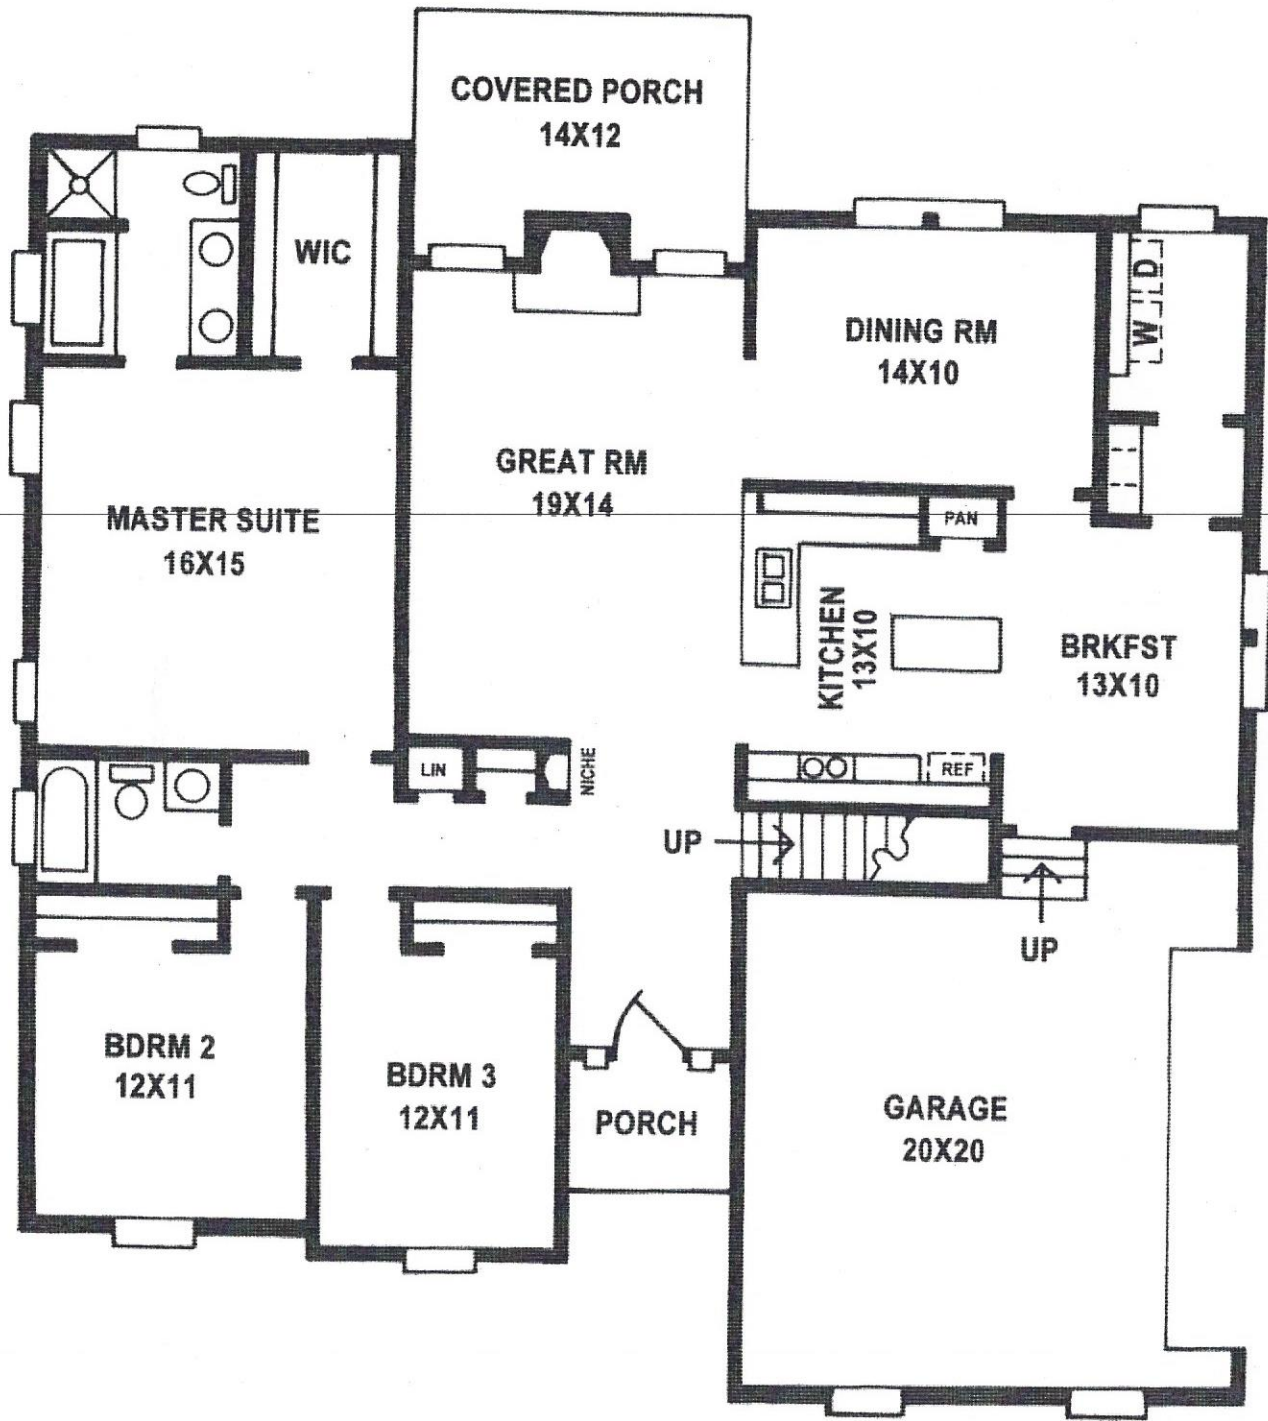 COVERED PORCH
14X12
WIC
D
W
DINING RM
14X10
GREAT RM
19X14
MASTER SUITE
16X15
PAN
KITCHEN
13X10
BRKFST
13X10
LIN
NICHE
REF
UP
UP
BDRM 2
12X11
BDRM 3
12X11
PORCH
GARAGE
20X20